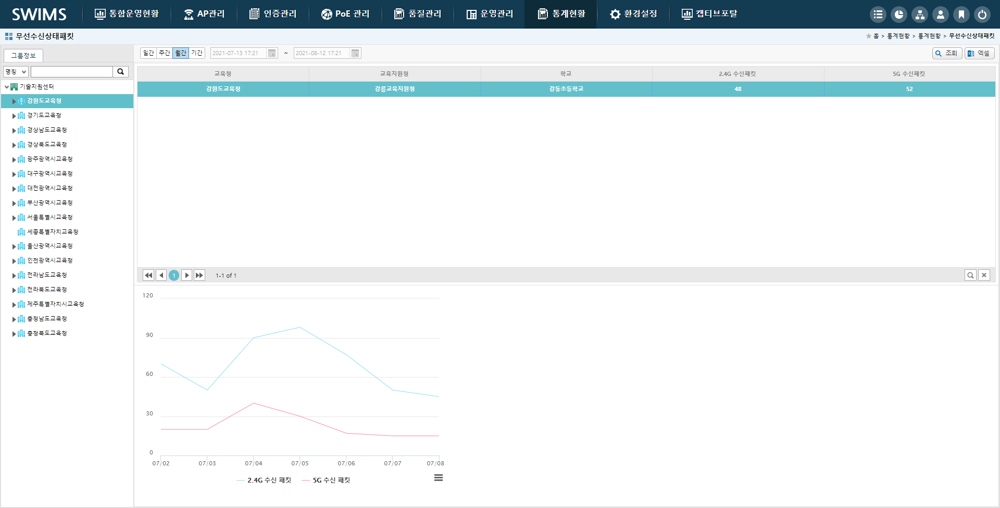 SWIMS 통합운영현황 AP관리 인증관리 PoE 관리 품질관리 운영관리 통계현황 환경설정 캡티브포탈
무선수신상태패킷
홈 > 통계현황 > 통계현황 > 무선수신상태패킷
그룹정보
명칭
기술지원센터
강원도교육청
경기도교육청
경상남도교육청
경상북도교육청
광주광역시교육청
대구광역시교육청
대전광역시교육청
부산광역시교육청
서울특별시교육청
세종특별자치교육청
울산광역시교육청
인천광역시교육청
전라남도교육청
전라북도교육청
제주특별자치시교육청
충청남도교육청
충청북도교육청
일간 주간 월간 기간 2021-07-13 17:21 ~ 2021-08-12 17:21 조회 엑셀
교육청 교육지원청 학교 2.4G 수신패킷 5G 수신패킷
강원도교육청 강릉교육지원청 강동초등학교 48 52
1 1-1 of 1
120
90
60
30
0
07/02 07/03 07/04 07/05 07/06 07/07 07/08
2.4G 수신 패킷 5G 수신 패킷